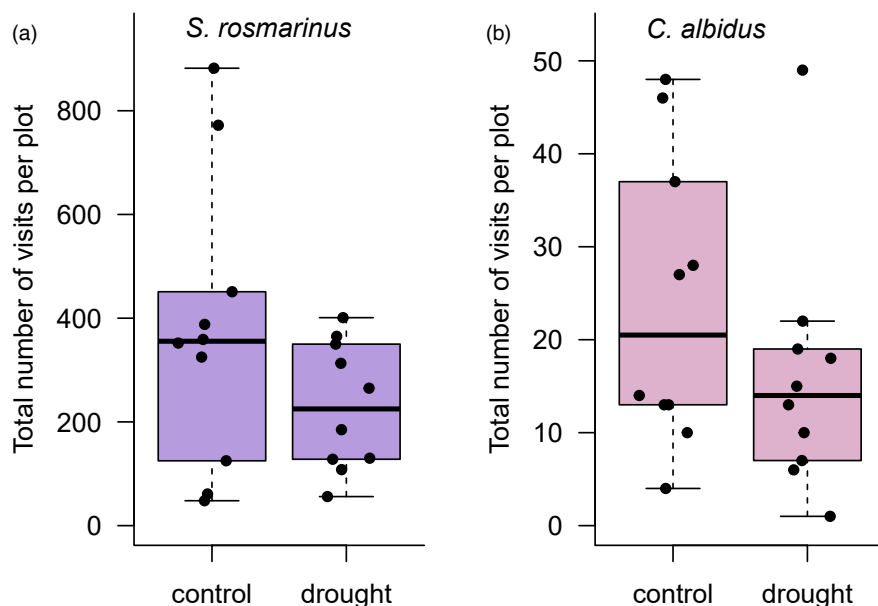 (a)
S. rosmarinus
Total number of visits per plot
800
600
400
200
0
control
drought
(b)
C. albidus
Total number of visits per plot
50
40
30
20
10
0
control
drought